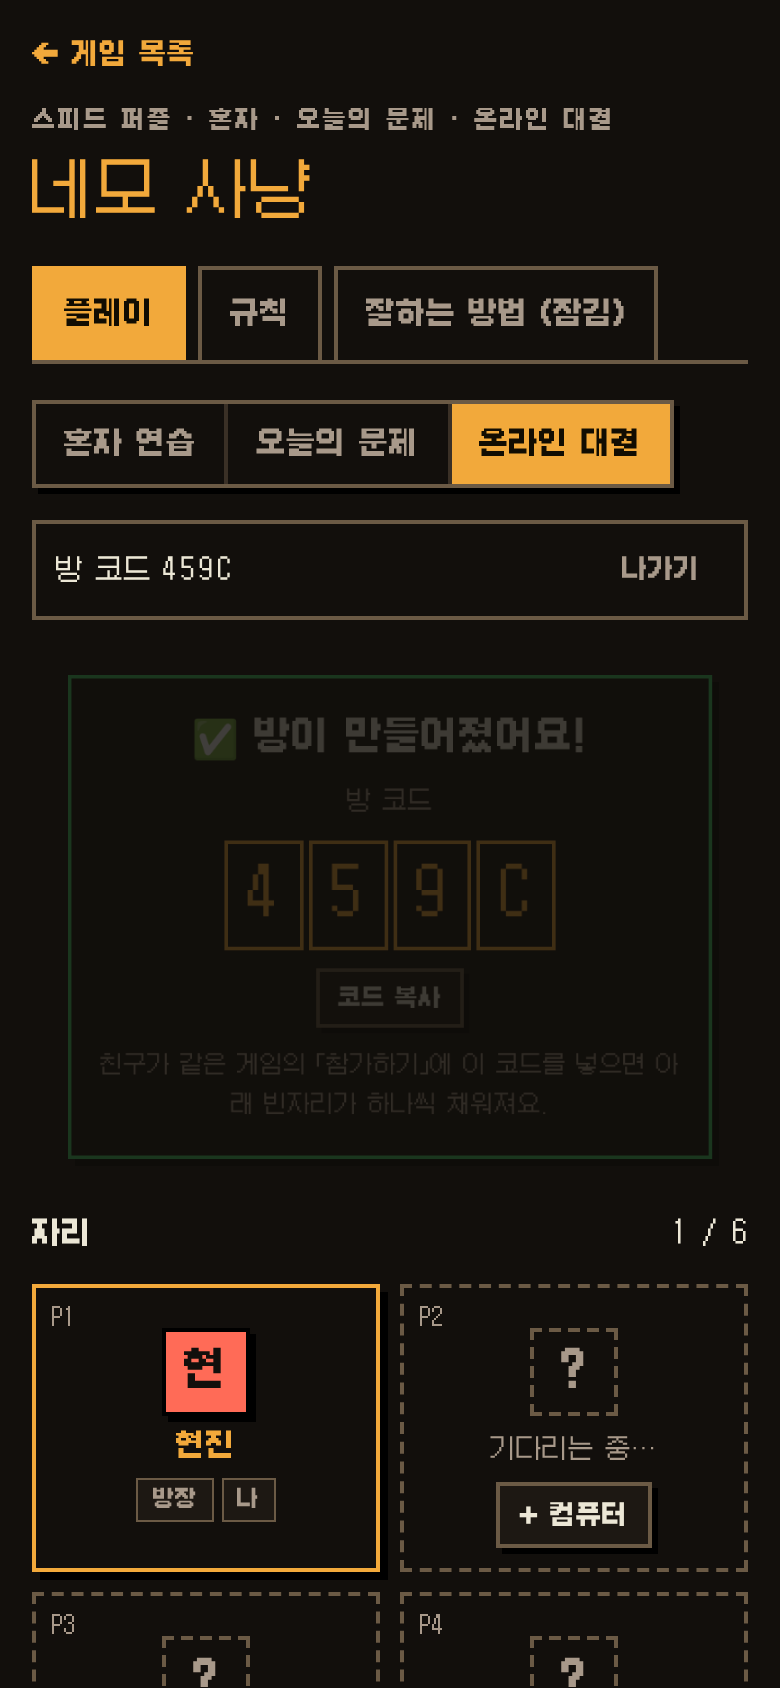 ← 게임 목록
스피드 퍼즐 · 혼자 · 오늘의 문제 · 온라인 대결
네모 사냥
플레이 규칙 잘하는 방법 (잠김)
혼자 연습 오늘의 문제 온라인 대결
방 코드 459C 나가기
✅ 방이 만들어졌어요!
방 코드
4 5 9 C
코드 복사
친구가 같은 게임의 「참가하기」에 이 코드를 넣으면 아
래 빈자리가 하나씩 채워져요.
자리 1 / 6
P1 P2
현 ?
현진 기다리는 중…
방장 나 + 컴퓨터
P3 P4
? ?